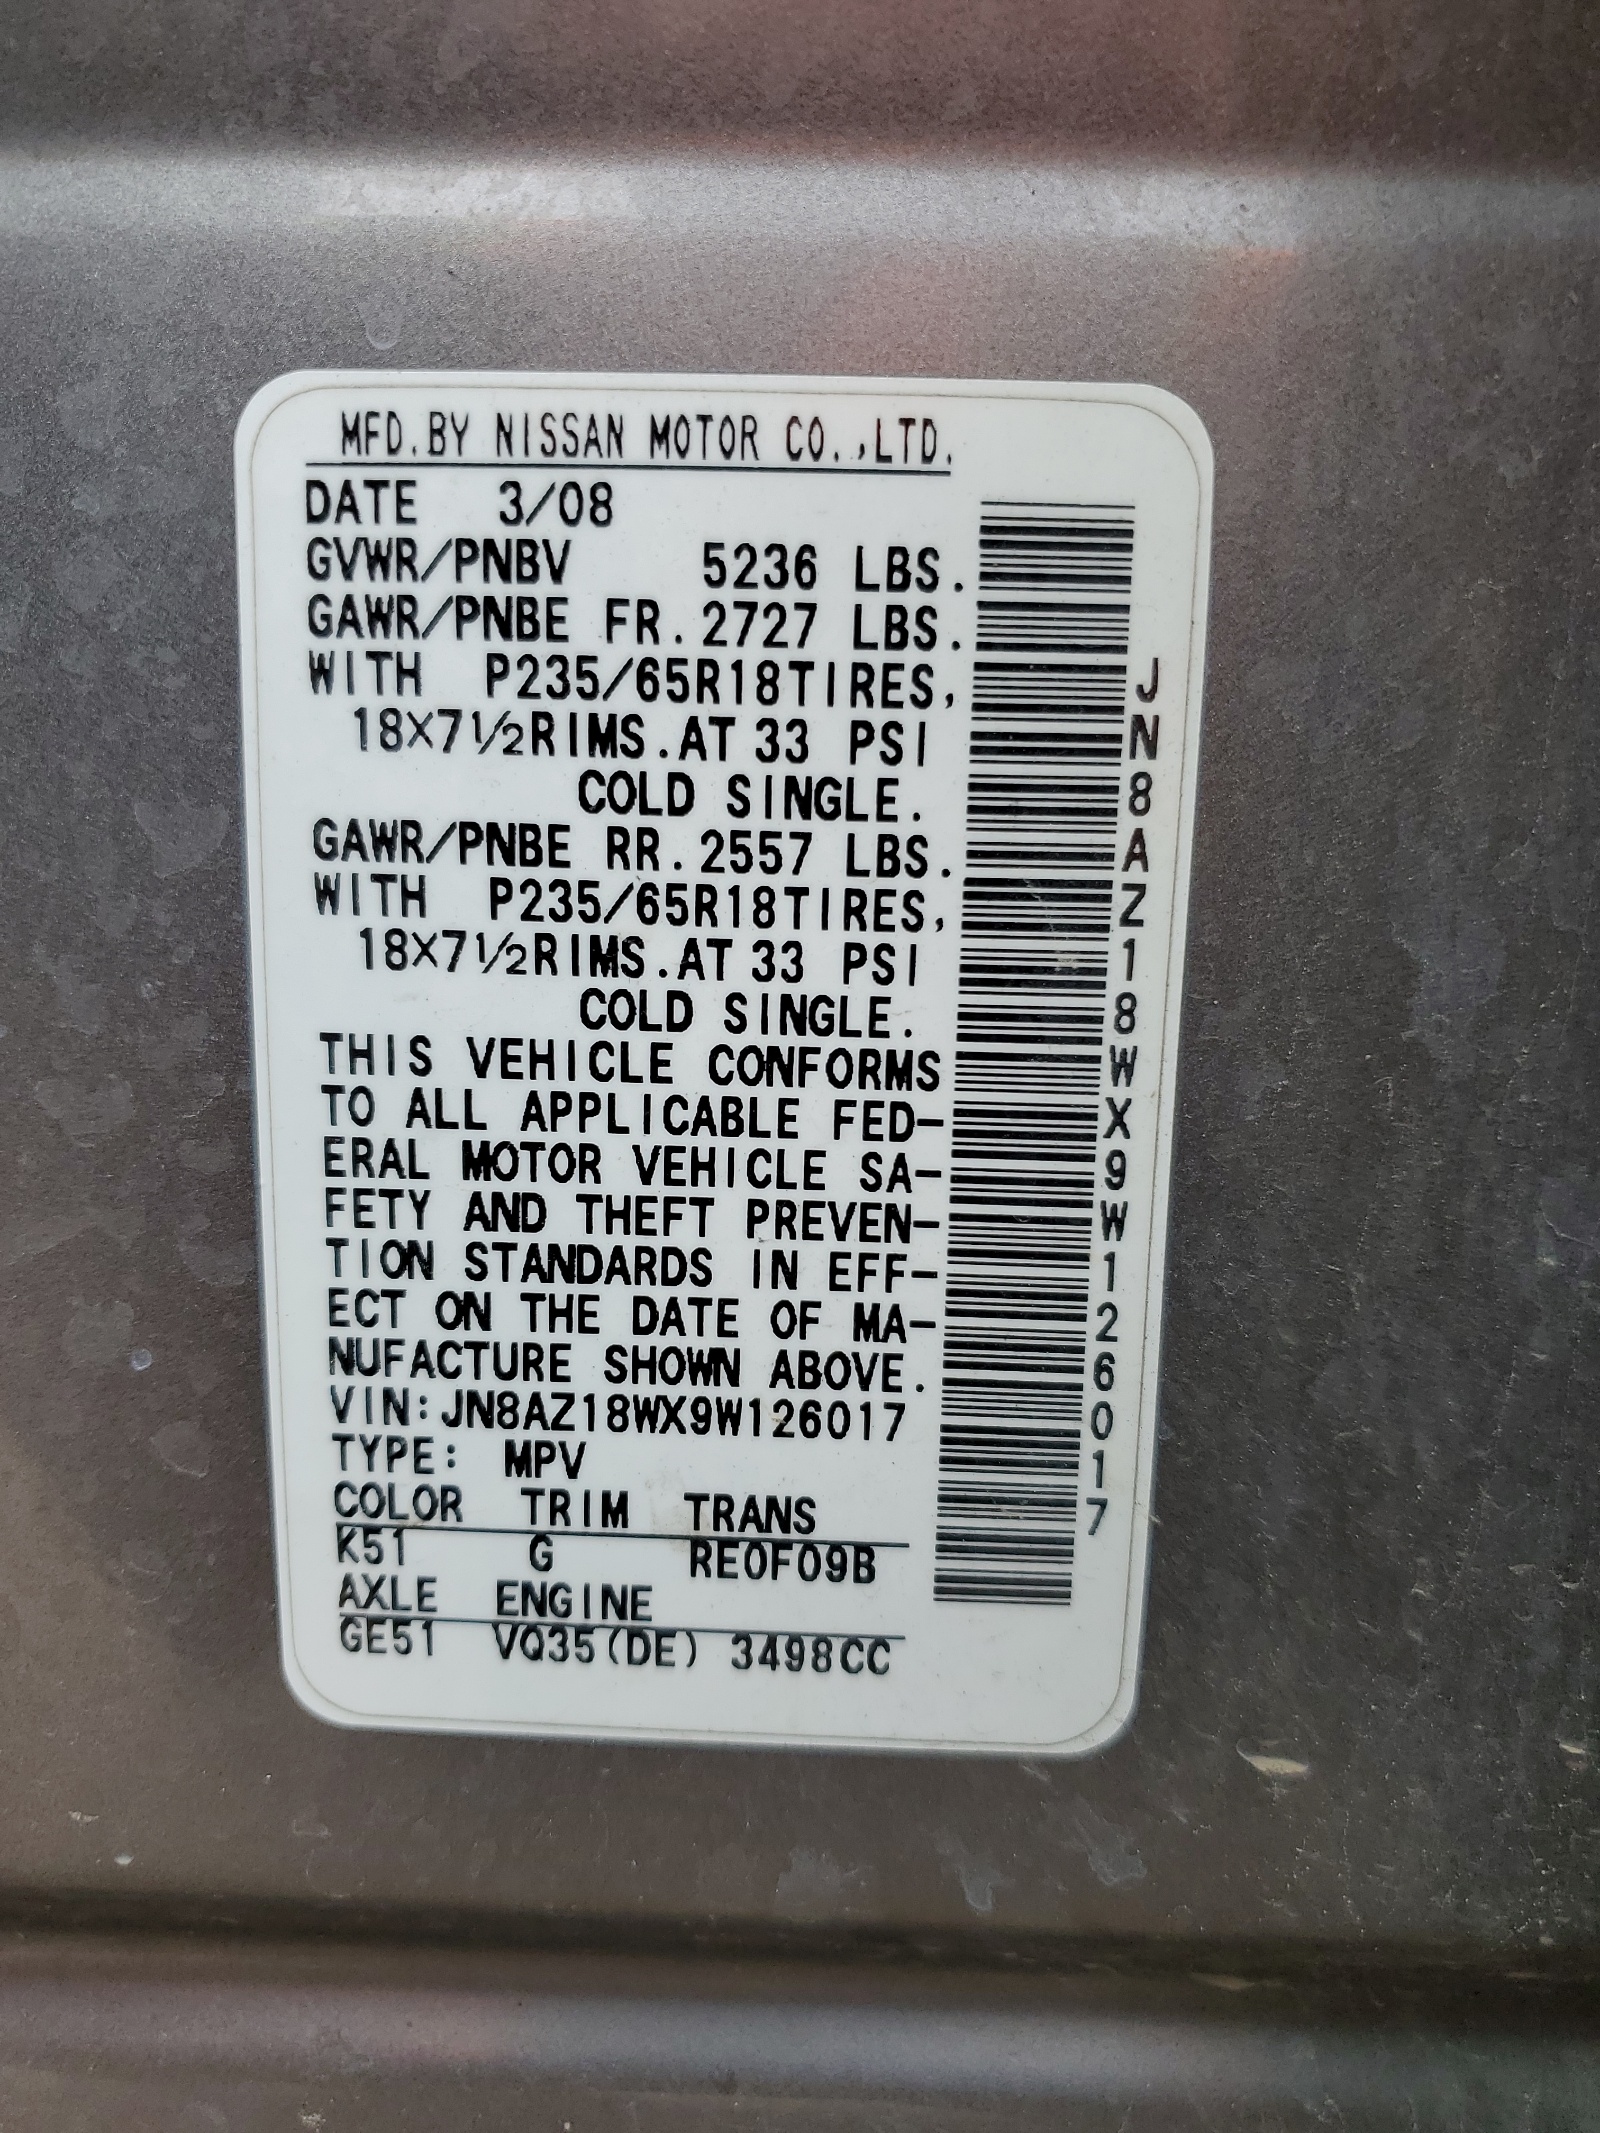 MFD.BY NISSAN MOTOR CO.,LTD.
DATE 3/08
GVWR/PNBV 5236 LBS.
GAWR/PNBE FR. 2727 LBS.
WITH P235/65R18TIRES,
18X7½RIMS.AT 33 PSI
COLD SINGLE.
GAWR/PNBE RR. 2557 LBS.
WITH P235/65R18TIRES,
18X7½RIMS.AT 33 PSI
COLD SINGLE.
THIS VEHICLE CONFORMS
TO ALL APPLICABLE FED-
ERAL MOTOR VEHICLE SA-
FETY AND THEFT PREVEN-
TION STANDARDS IN EFF-
ECT ON THE DATE OF MA-
NUFACTURE SHOWN ABOVE.
VIN:JN8AZ18WX9W126017
TYPE: MPV
COLOR TRIM TRANS
K51 G RE0F09B
AXLE ENGINE
GE51 VQ35(DE) 3498CC
JN8AZ18WX9W126017